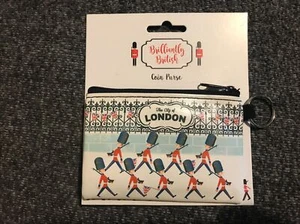 Brilliantly
British
Coin Purse
The City of
LONDON